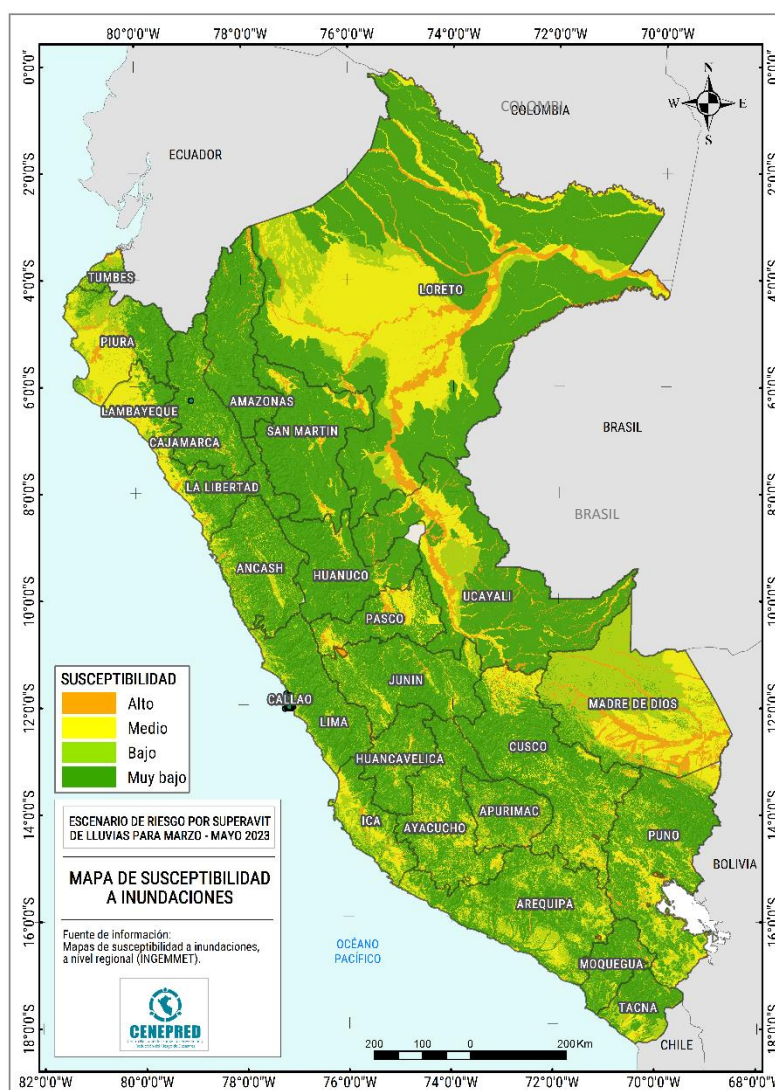 82°0'0"W 80°0'0"W 78°0'0"W 76°0'0"W 74°0'0"W 72°0'0"W 70°0'0"W
0°0'0"
2°0'0"S
4°0'0"S
6°0'0"S
8°0'0"S
10°0'0"S
12°0'0"S
14°0'0"S
16°0'0"S
18°0'0"S
N
W E
S
COLOMBI
COLOMBIA
ECUADOR
TUMBES
LORETO
PIURA
LAMBAYEQUE
AMAZONAS
SAN MARTIN
CAJAMARCA
BRASIL
LA LIBERTAD
BRASIL
ANCASH
HUANUCO
UCAYALI
PASCO
JUNIN
MADRE DE DIOS
CALLAO
LIMA
CUSCO
HUANCAVELICA
APURIMAC
ICA
AYACUCHO
PUNO
BOLIVIA
AREQUIPA
OCÉANO
PACÍFICO
MOQUEGUA
TACNA
CHILE
SUSCEPTIBILIDAD
Alto
Medio
Bajo
Muy bajo
ESCENARIO DE RIESGO POR SUPERAVIT
DE LLUVIAS PARA MARZO - MAYO 2023
MAPA DE SUSCEPTIBILIDAD
A INUNDACIONES
Fuente de información:
Mapas de susceptibilidad a inundaciones,
a nivel regional (INGEMMET).
CENEPRED
200 100 0 200 Km
0°0'0"
2°0'0"S
4°0'0"S
6°0'0"S
8°0'0"S
10°0'0"S
12°0'0"S
14°0'0"S
16°0'0"S
18°0'0"S
82°0'0"W 80°0'0"W 78°0'0"W 76°0'0"W 74°0'0"W 72°0'0"W 70°0'0"W 68°0'0"W